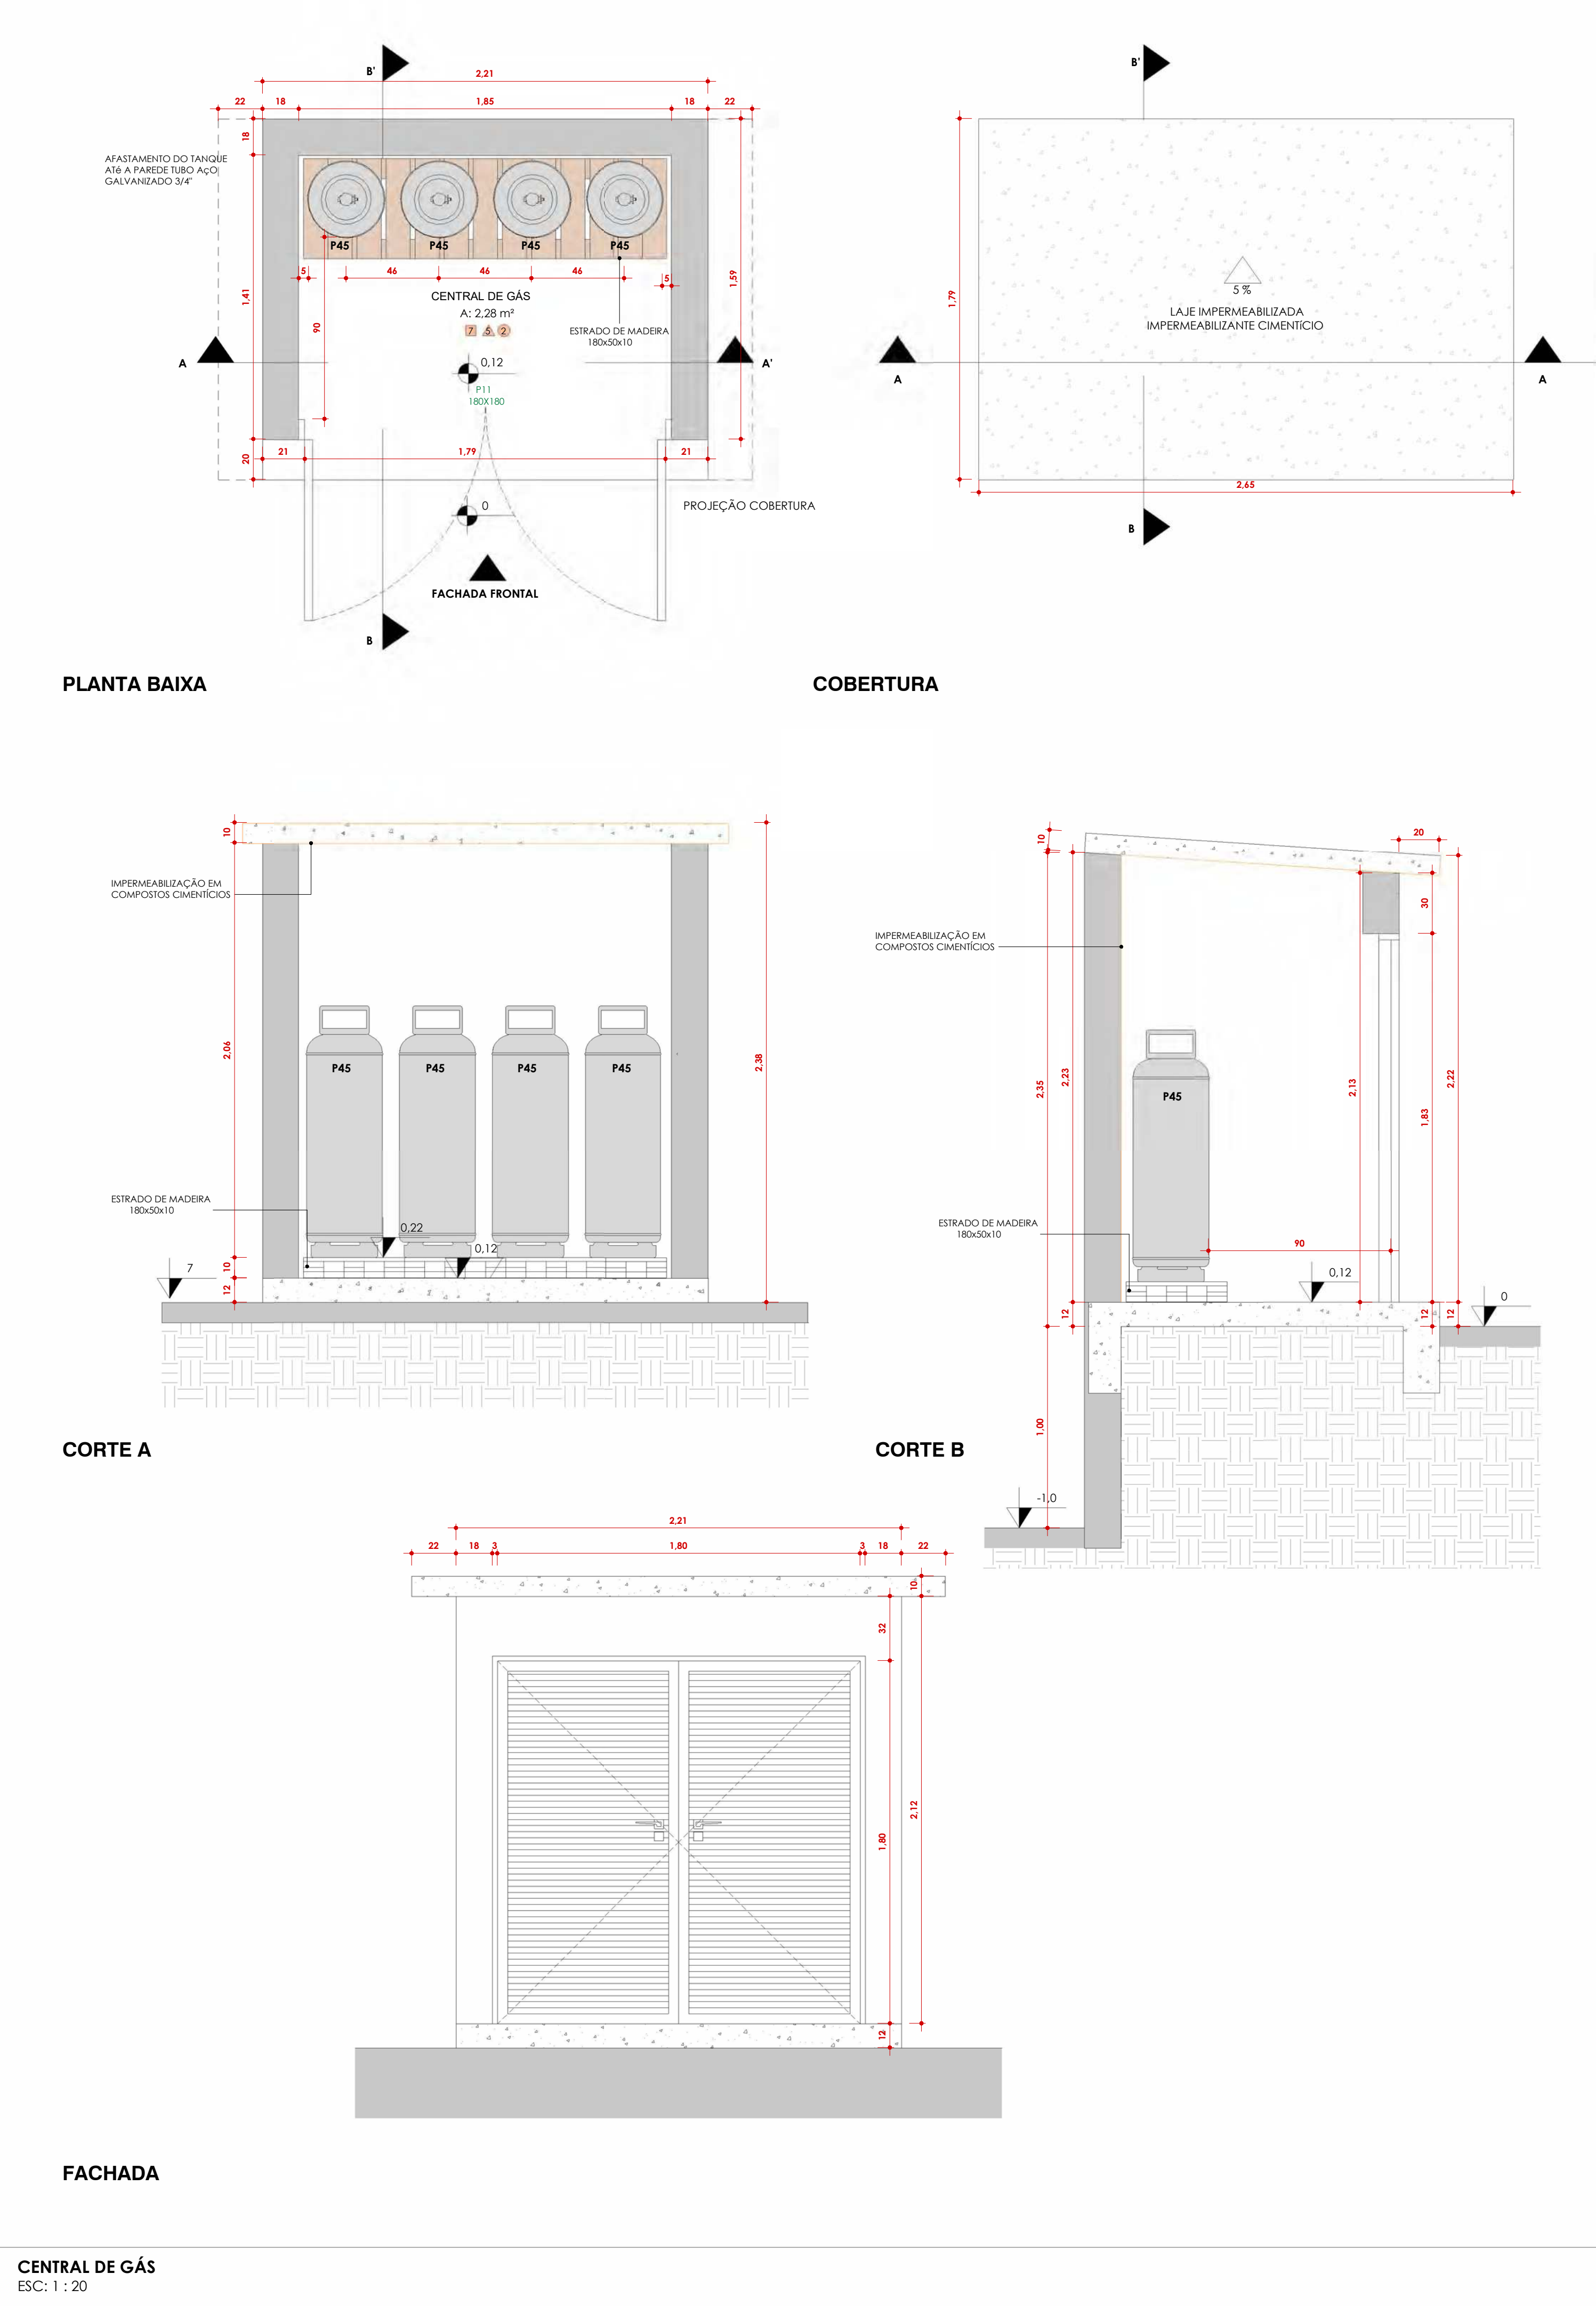 B'
2,21
22
18
1,85
18
22
18
AFASTAMENTO DO TANQUE
ATé A PAREDE TUBO AçO
GALVANIZADO 3/4"
P45
P45
P45
P45
5
46
46
46
5
1,41
90
1,59
CENTRAL DE GÁS
A: 2,28 m²
7
5
2
ESTRADO DE MADEIRA
180x50x10
A
A'
0,12
P11
180X180
20
21
1,79
21
0
PROJEÇÃO COBERTURA
FACHADA FRONTAL
B
PLANTA BAIXA
B'
1,79
5 %
LAJE IMPERMEABILIZADA
IMPERMEABILIZANTE CIMENTíCIO
A
A
2,65
B
COBERTURA
10
IMPERMEABILIZAÇÃO EM
COMPOSTOS CIMENTÍCIOS
2,06
2,38
P45
P45
P45
P45
ESTRADO DE MADEIRA
180x50x10
0,22
0,12
7
10
12
CORTE A
10
20
30
IMPERMEABILIZAÇÃO EM
COMPOSTOS CIMENTÍCIOS
2,35
2,23
2,13
2,22
1,83
P45
ESTRADO DE MADEIRA
180x50x10
90
0,12
0
12
12
12
1,00
-1,0
CORTE B
2,21
22
18
3
1,80
3
18
22
10
32
2,12
1,80
12
FACHADA
CENTRAL DE GÁS
ESC: 1 : 20